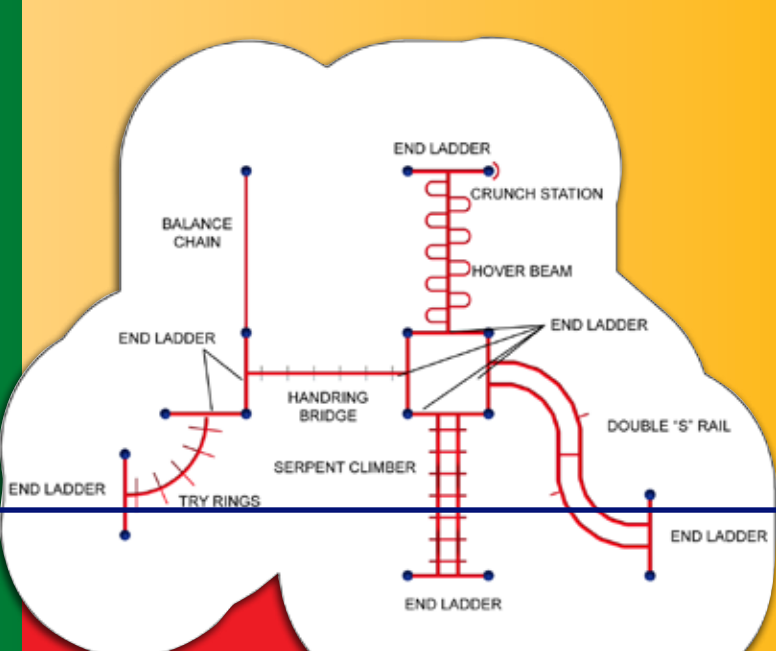 END LADDER
CRUNCH STATION
BALANCE
CHAIN
HOVER BEAM
END LADDER
END LADDER
HANDRING
BRIDGE
DOUBLE "S" RAIL
SERPENT CLIMBER
END LADDER
TRY RINGS
END LADDER
END LADDER